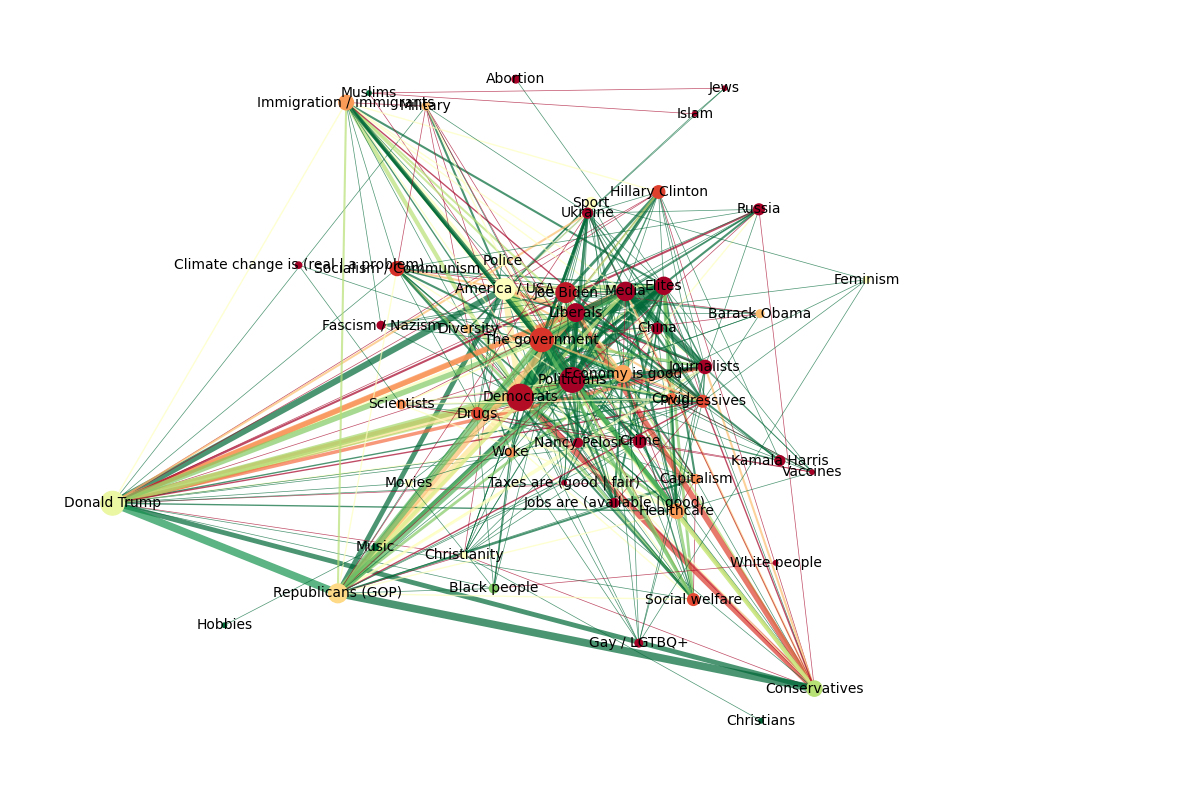 Abortion
Jews
Muslims
Immigration / immigrants
Military
Islam
Hillary Clinton
Sport
Ukraine
Russia
Police
Climate change is (real | a problem)
Socialism / Communism
Feminism
America / USA
Joe Biden
Media
Elites
Liberals
Barack Obama
Fascism / Nazism
Diversity
China
The government
Journalists
Economy is good
Politicians
Democrats
Covid
Progressives
Scientists
Drugs
Nancy Pelosi
Crime
Woke
Kamala Harris
Vaccines
Movies
Taxes are (good | fair)
Capitalism
Donald Trump
Jobs are (available | good)
Healthcare
Music
Christianity
White people
Black people
Republicans (GOP)
Social welfare
Hobbies
Gay / LGTBQ+
Conservatives
Christians